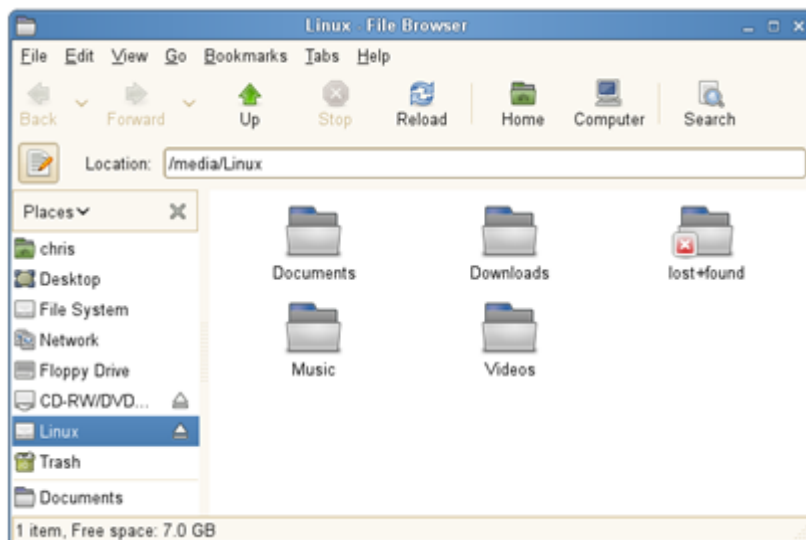 Linux - File Browser
File Edit View Go Bookmarks Tabs Help
Back Forward Up Stop Reload Home Computer Search
Location: /media/Linux
Places
chris
Desktop
File System
Network
Floppy Drive
CD-RW/DVD...
Linux
Trash
Documents
Documents Downloads lost+found
Music Videos
1 item, Free space: 7.0 GB